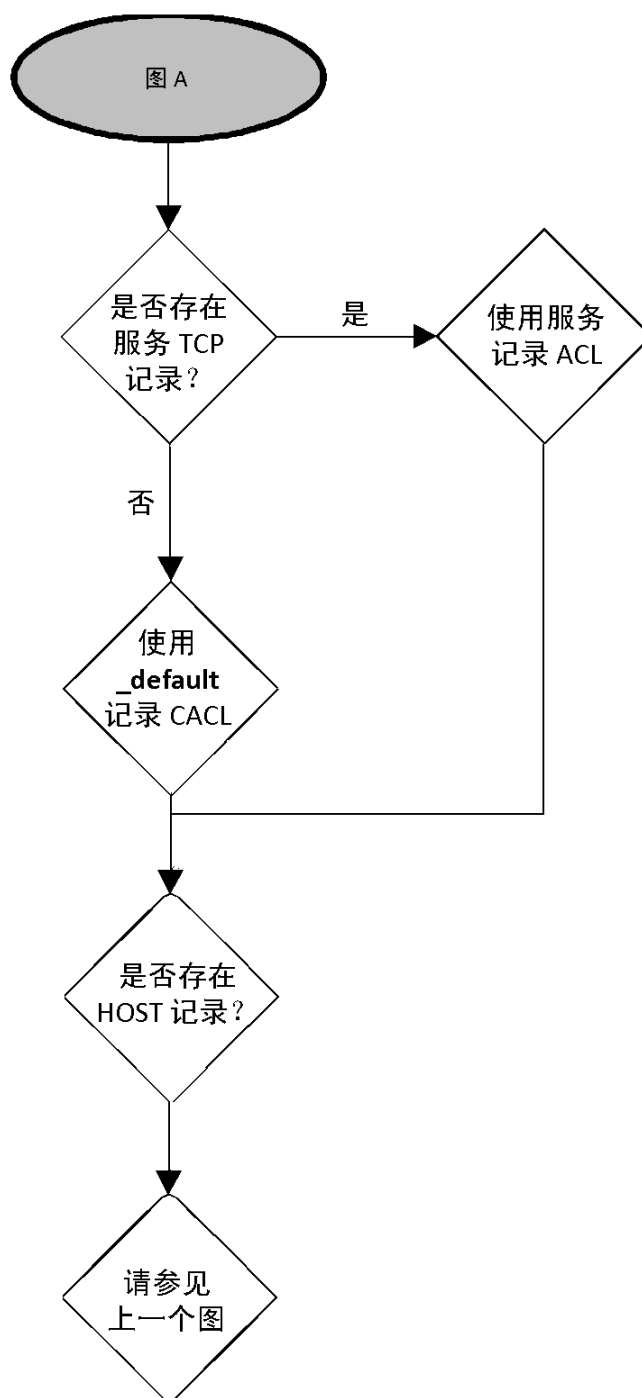 图 A
是否存在
服务 TCP
记录？
是
使用服务
记录 ACL
否
使用
_default
记录 CACL
是否存在
HOST 记录？
请参见
上一个图